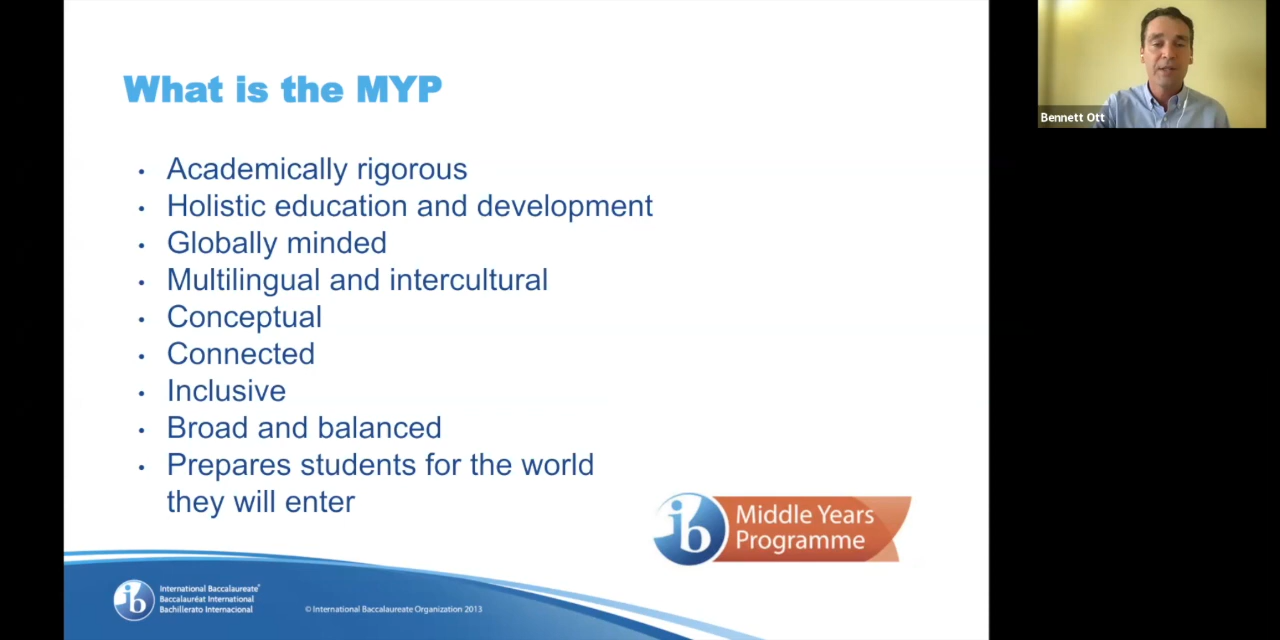 What is the MYP
• Academically rigorous
• Holistic education and development
• Globally minded
• Multilingual and intercultural
• Conceptual
• Connected
• Inclusive
• Broad and balanced
• Prepares students for the world
they will enter
ib
Middle Years
Programme
ib
International Baccalaureate®
Baccalauréat International
Bachillerato Internacional
© International Baccalaureate Organization 2013
Bennett Ott